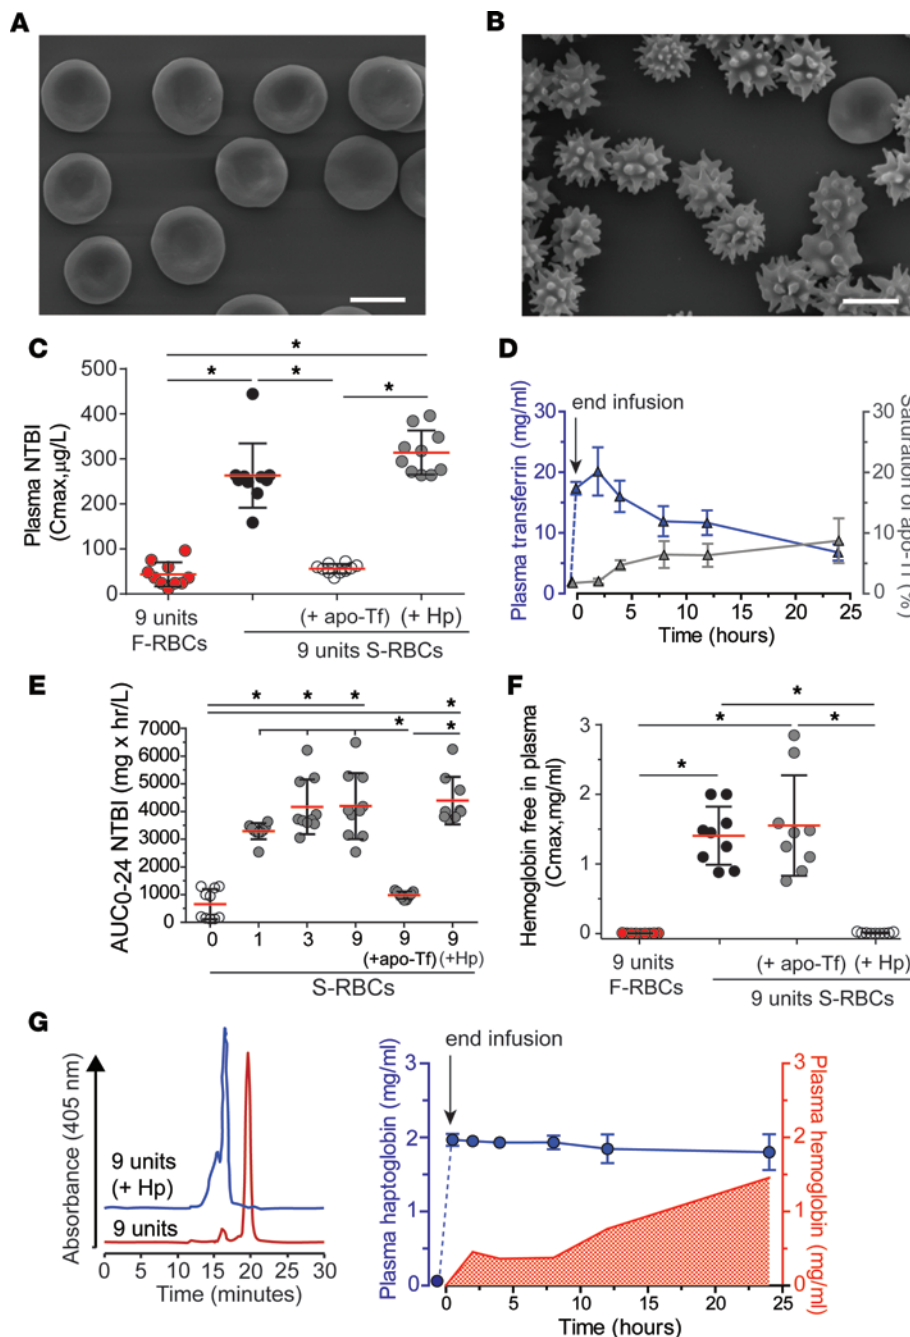 A
B
C
Plasma NTBI
(Cmax,µg/L)
500
400
300
200
100
0
*
*
*
*
9 units
F-RBCs
(+ apo-Tf)
(+ Hp)
9 units S-RBCs
D
Plasma transferrin (mg/ml)
30
20
10
0
end infusion
30
20
10
0
Saturation of apo-Tf (%)
0 5 10 15 20 25
Time (hours)
E
AUC0-24 NTBI (mg x hr/L)
7000
6000
5000
4000
3000
2000
1000
0
* * * *
* *
0 1 3 9 9 9
(+apo-Tf) (+Hp)
S-RBCs
F
Hemoglobin free in plasma
(Cmax,mg/ml)
3
2
1
0
*
* *
*
9 units
F-RBCs
(+ apo-Tf) (+ Hp)
9 units S-RBCs
G
Absorbance (405 nm)
9 units
(+ Hp)
9 units
0 5 10 15 20 25 30
Time (minutes)
end infusion
Plasma haptoglobin (mg/ml)
3
2
1
0
3
2
1
0
Plasma hemoglobin (mg/ml)
0 5 10 15 20 25
Time (hours)